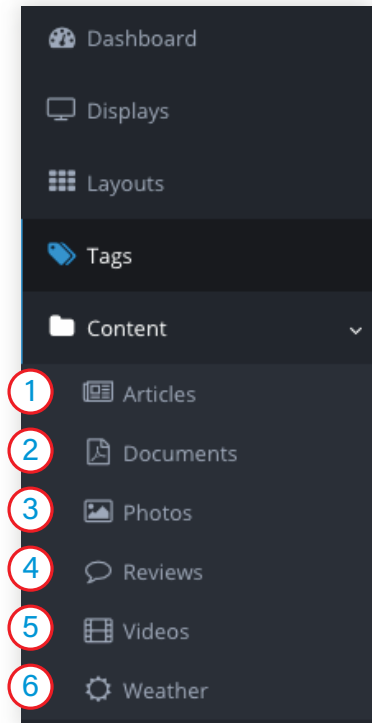 Dashboard
Displays
Layouts
Tags
Content
1 Articles
2 Documents
3 Photos
4 Reviews
5 Videos
6 Weather